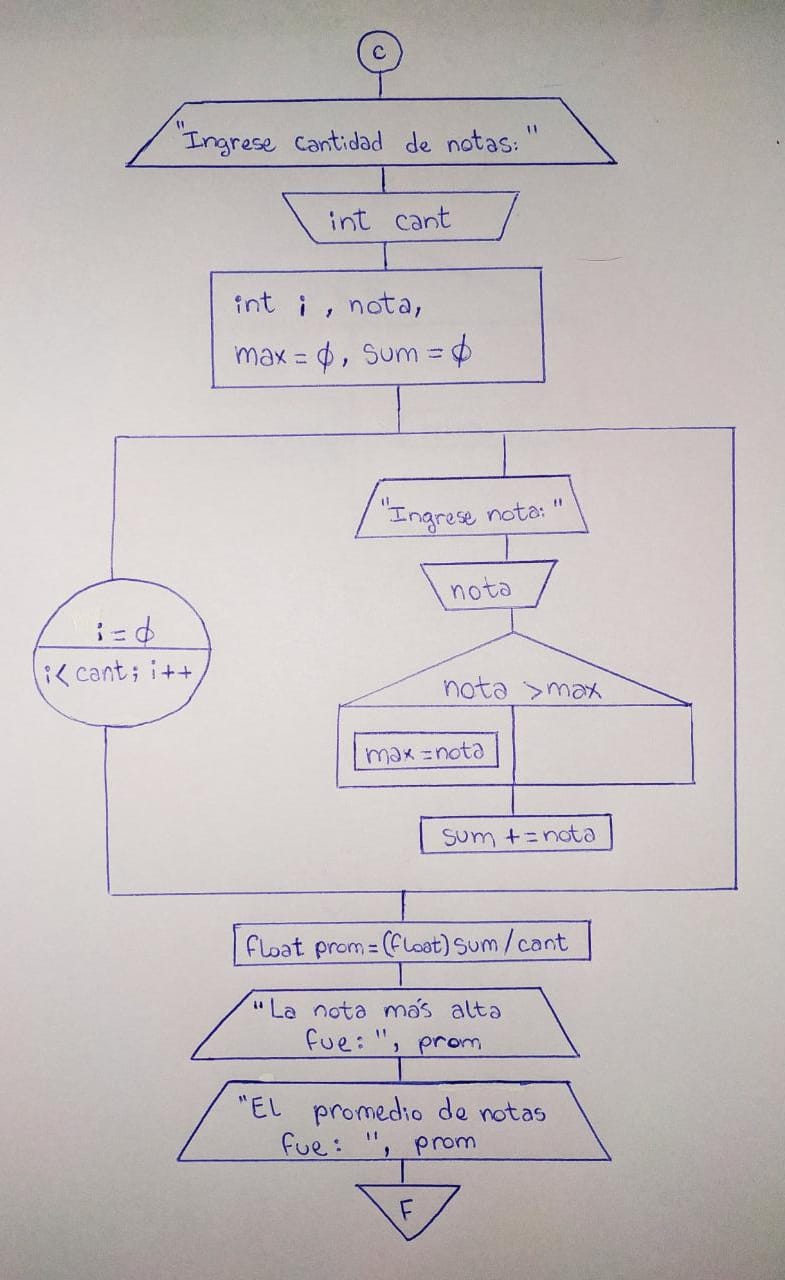 C
"Ingrese cantidad de notas: "
int cant
int i, nota,
max = φ, sum = φ
"Ingrese nota: "
nota
i = φ
i < cant; i++
nota > max
max = nota
sum += nota
float prom = (float) sum / cant
"La nota más alta
fue: ", prom
"El promedio de notas
fue: ", prom
F